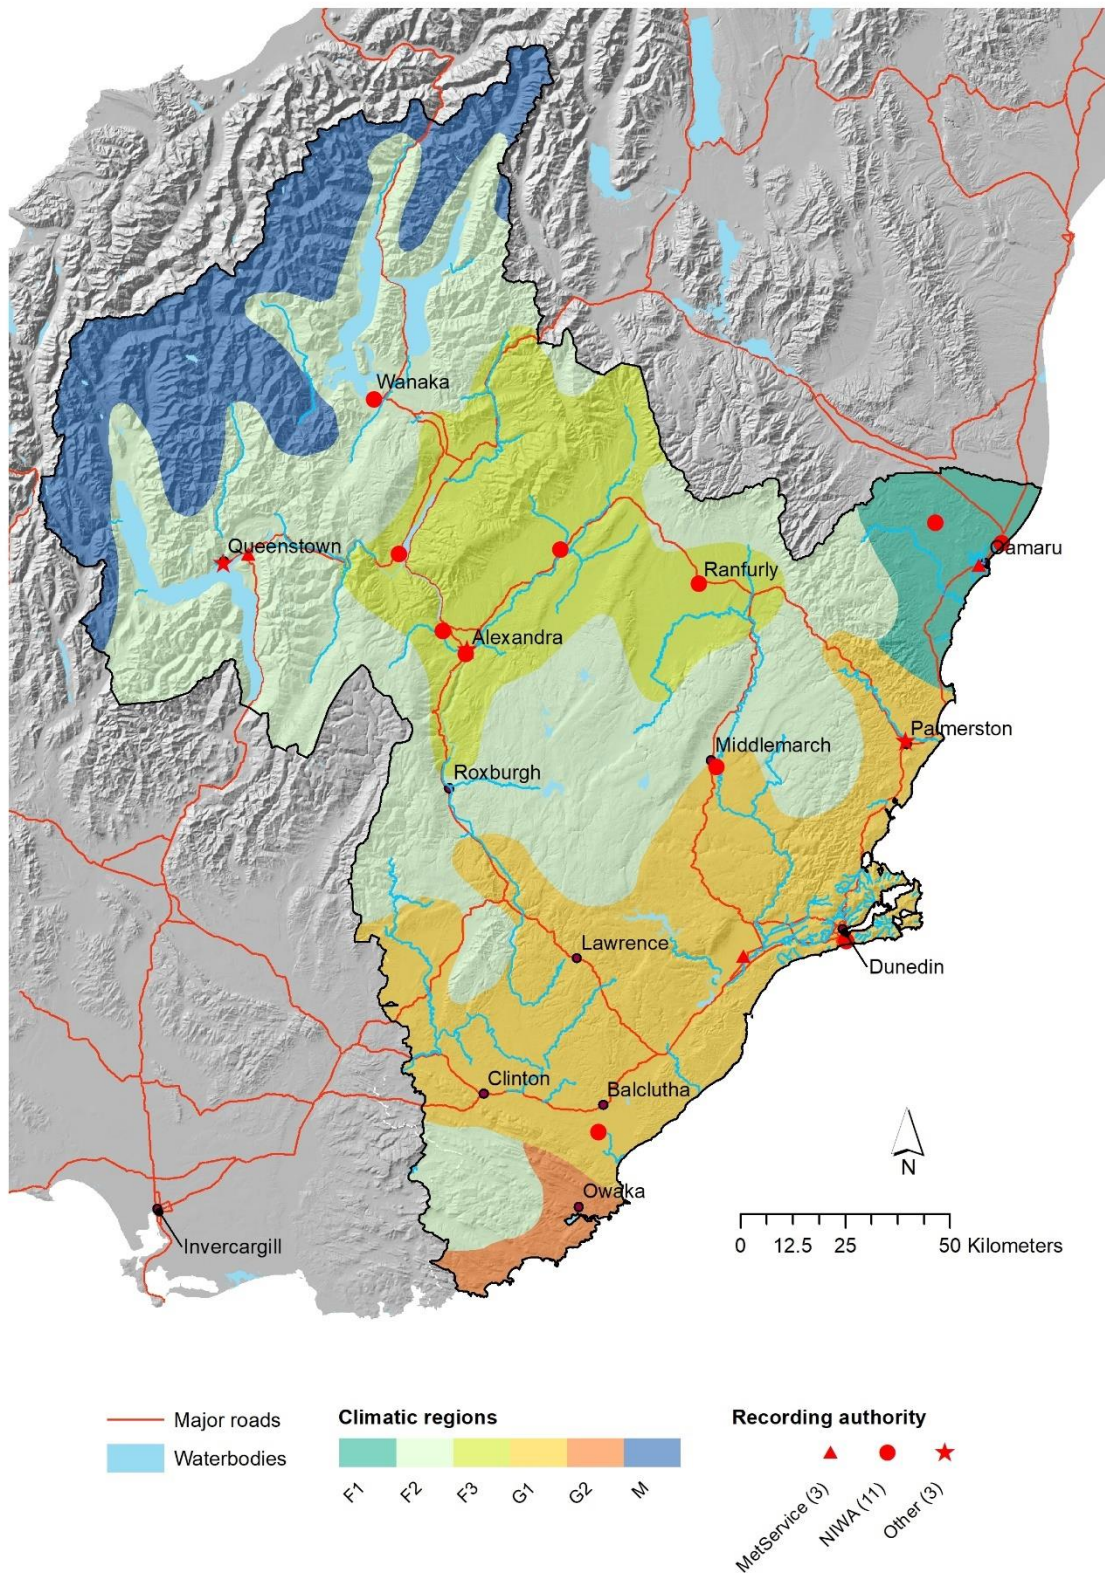 Wanaka
Queenstown
Oamaru
Ranfurly
Alexandra
Palmerston
Middlemarch
Roxburgh
Lawrence
Dunedin
Clinton
Balclutha
N
Owaka
Invercargill
0 12.5 25 50 Kilometers
Major roads
Waterbodies
Climatic regions
F1 F2 F3 G1 G2 M
Recording authority
MetService (3)
NIWA (11)
Other (3)